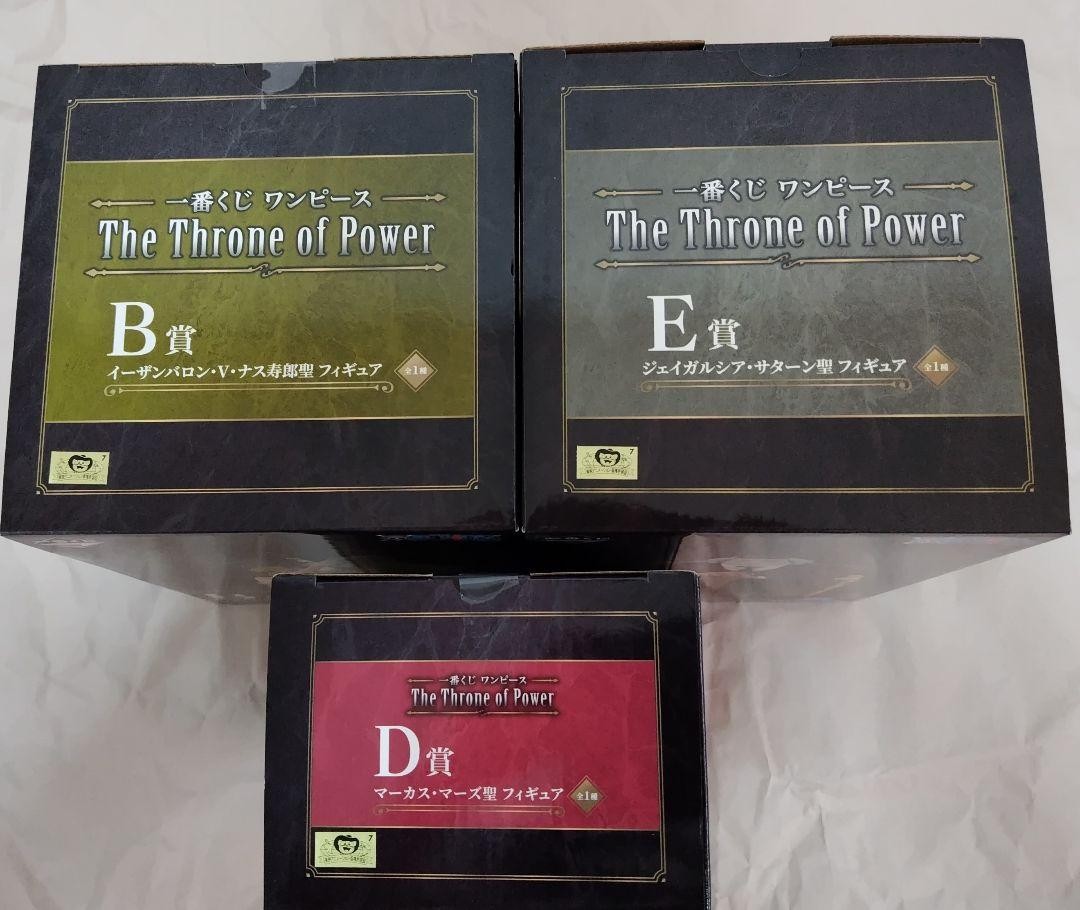 一番くじ ワンピース
The Throne of Power
B賞
イーザンバロン・V・ナス寿郎聖 フィギュア
全1種
7
一番くじ ワンピース
The Throne of Power
E賞
ジェイガルシア・サターン聖 フィギュア
全1種
7
一番くじ ワンピース
The Throne of Power
D賞
マーカス・マーズ聖 フィギュア
全1種
7